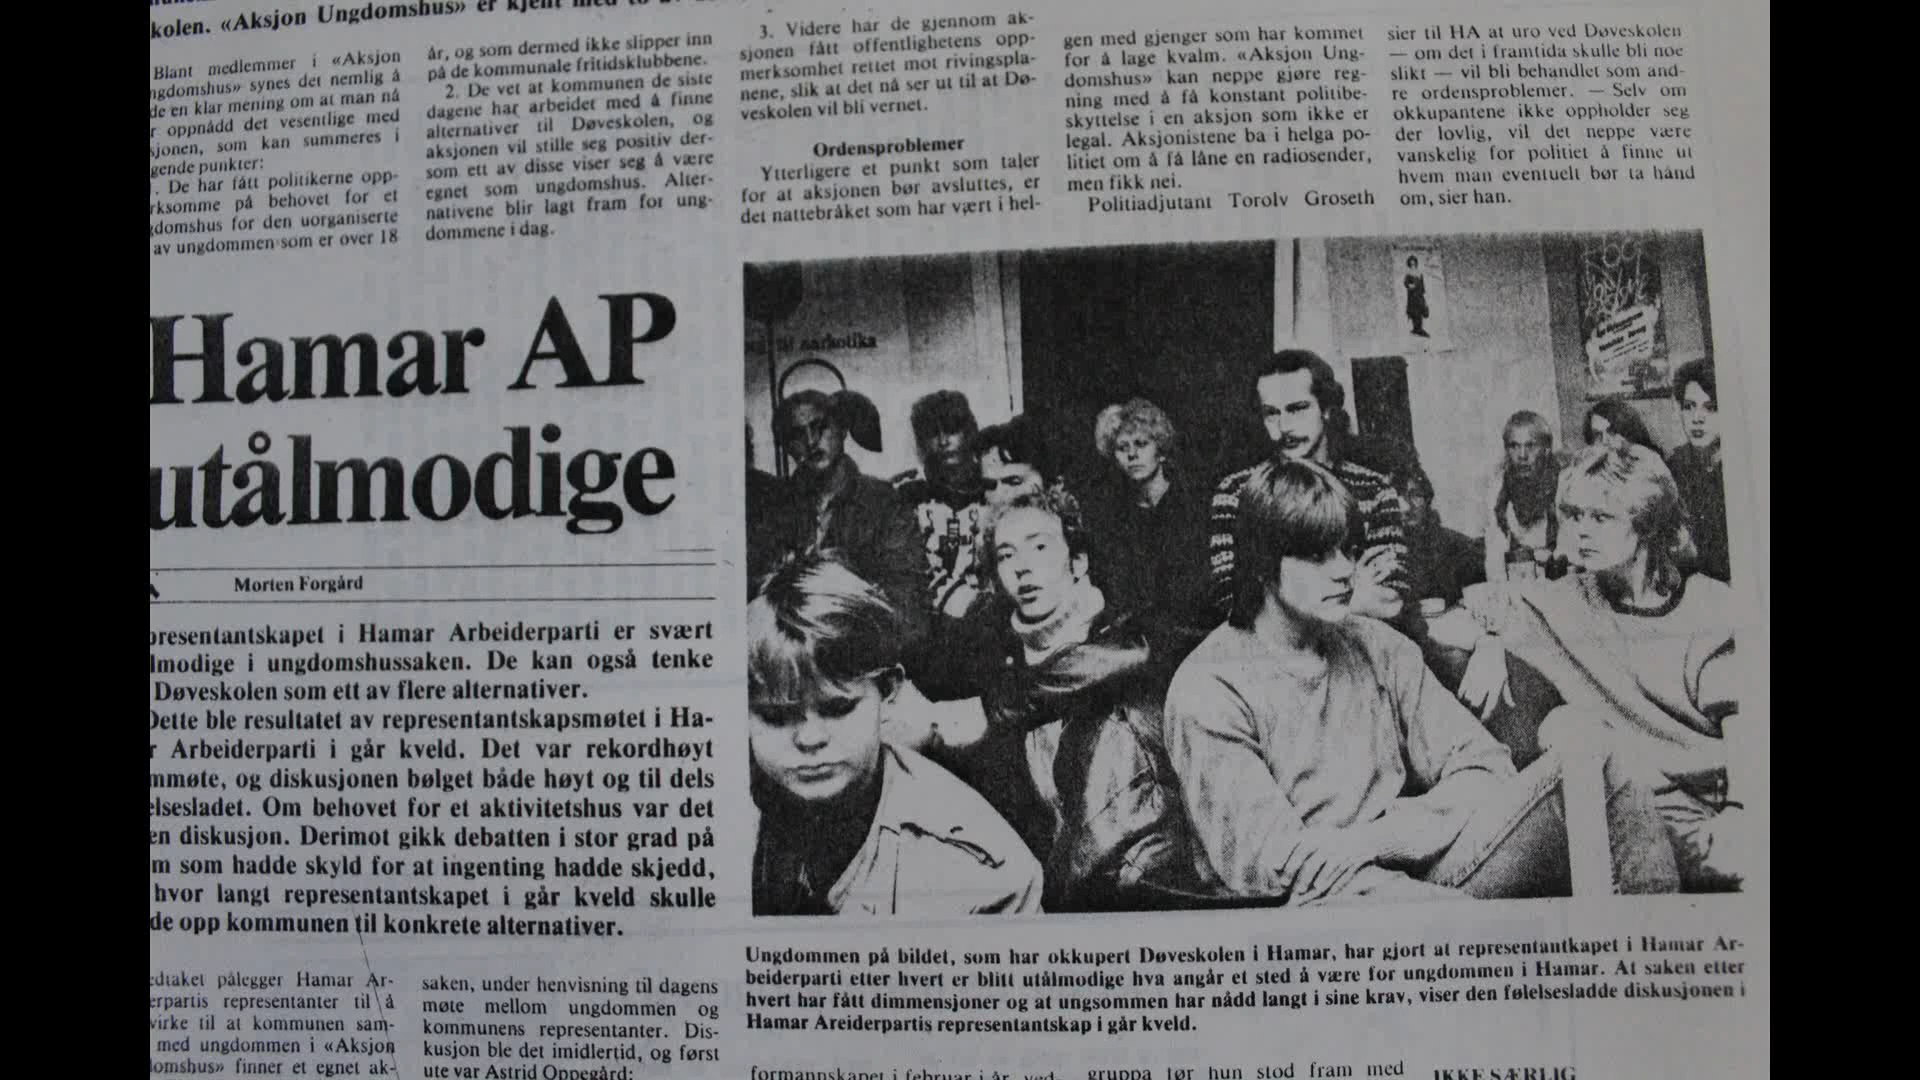 skolen. «Aksjon Ungdomshus» er kjent med
Blant medlemmer i «Aksjon
ngdomshus» synes det nemlig å
de en klar mening om at man nå
r oppnådd det vesentlige med
sjonen, som kan summeres i
gende punkter:
. De har fått politikerne opp-
rksomme på behovet for et
gdomshus for den uorganiserte
av ungdommen som er over 18
år, og som dermed ikke slipper inn
på de kommunale fritidsklubbene.
2. De vet at kommunen de siste
dagene har arbeidet med å finne
alternativer til Døveskolen, og
aksjonen vil stille seg positiv der-
som ett av disse viser seg å være
egnet som ungdomshus. Alter-
nativene blir lagt fram for ung-
dommene i dag.
3. Videre har de gjennom ak-
sjonen fått offentlighetens opp-
merksomhet rettet mot rivingspla-
nene, slik at det nå ser ut til at Dø-
veskolen vil bli vernet.
Ordensproblemer
Ytterligere et punkt som taler
for at aksjonen bør avsluttes, er
det nattebråket som har vært i hel-
gen med gjenger som har kommet
for å lage kvalm. «Aksjon Ung-
domshus» kan neppe gjøre reg-
ning med å få konstant politibe-
skyttelse i en aksjon som ikke er
legal. Aksjonistene ba i helga po-
litiet om å få låne en radiosender,
men fikk nei.
Politiadjutant Torolv Groseth
sier til HA at uro ved Døveskolen
— om det i framtida skulle bli noe
slikt — vil bli behandlet som and-
re ordensproblemer. — Selv om
okkupantene ikke oppholder seg
der lovlig, vil det neppe være
vanskelig for politiet å finne ut
hvem man eventuelt bør ta hånd
om, sier han.
Hamar AP
utålmodige
Morten Forgård
presentantskapet i Hamar Arbeiderparti er svært
lmodige i ungdomshussaken. De kan også tenke
Døveskolen som ett av flere alternativer.
Dette ble resultatet av representantskapsmøtet i Ha-
r Arbeiderparti i går kveld. Det var rekordhøyt
mmøte, og diskusjonen bølget både høyt og til dels
elsesladet. Om behovet for et aktivitetshus var det
en diskusjon. Derimot gikk debatten i stor grad på
m som hadde skyld for at ingenting hadde skjedd,
hvor langt representantskapet i går kveld skulle
de opp kommunen til konkrete alternativer.
narkotika
Ungdommen på bildet, som har okkupert Døveskolen i Hamar, har gjort at representantkapet i Hamar Ar-
beiderparti etter hvert er blitt utålmodige hva angår et sted å være for ungdommen i Hamar. At saken etter
hvert har fått dimmensjoner og at ungsommen har nådd langt i sine krav, viser den følelsesladde diskusjonen i
Hamar Areiderpartis representantskap i går kveld.
edtaket pålegger Hamar Ar-
erpartis representanter til å
virke til at kommunen sam-
med ungdommen i «Aksjon
lomshus» finner et egnet ak-
saken, under henvisning til dagens
møte mellom ungdommen og
kommunens representanter. Dis-
kusjon ble det imidlertid, og først
ute var Astrid Oppegård:
formannskapet i februar i år, ved-
gruppa tør hun stod fram med
IKKE SÆRLIG